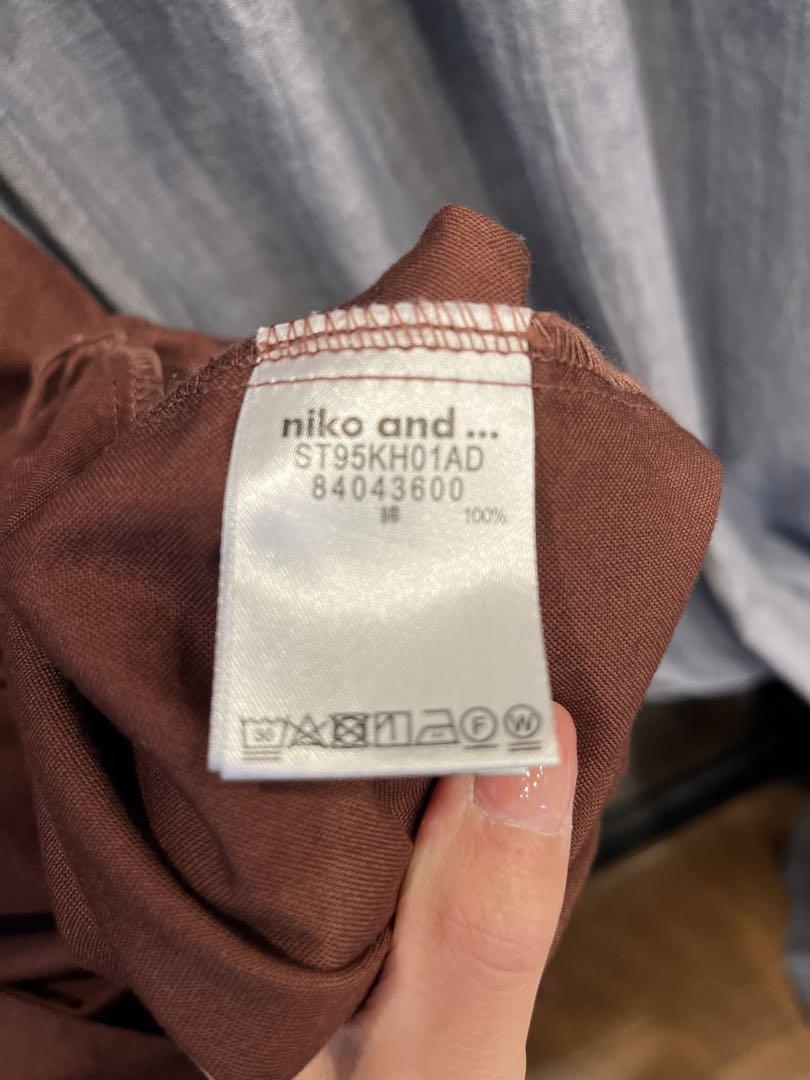 niko and ...
ST95KH01AD
84043600
綿 100%
30
F W